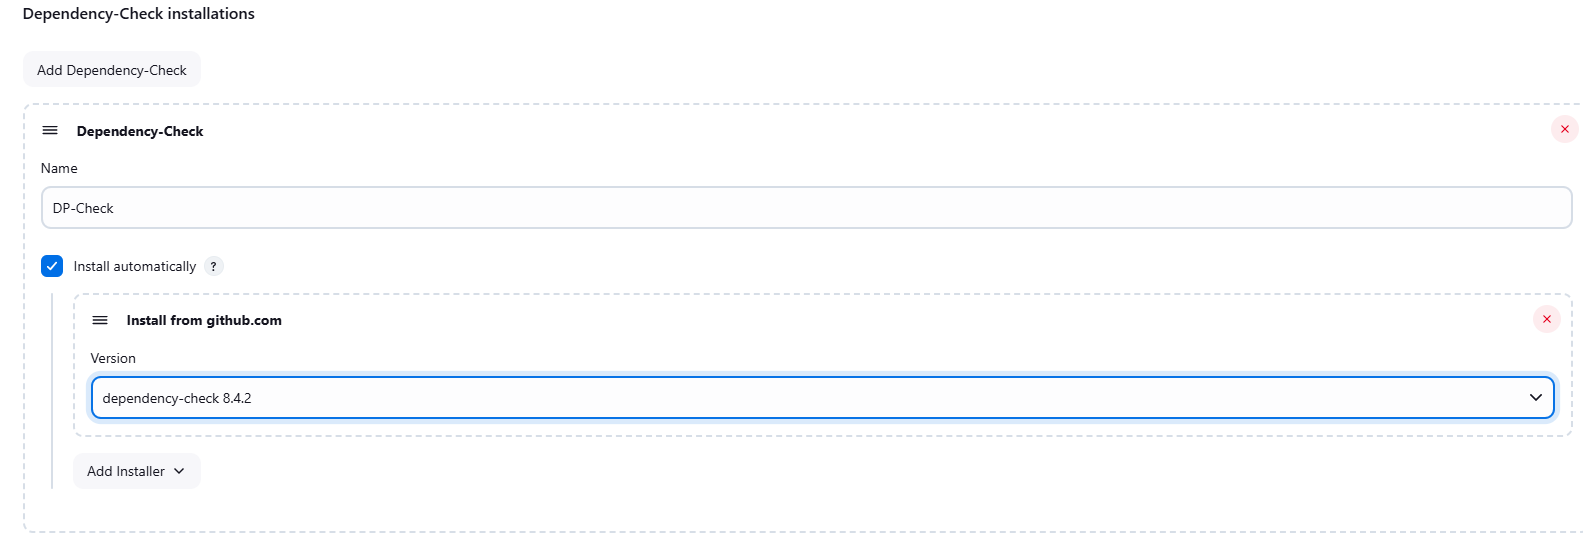 Dependency-Check installations
Add Dependency-Check
Dependency-Check
Name
DP-Check
Install automatically ?
Install from github.com
Version
dependency-check 8.4.2
Add Installer